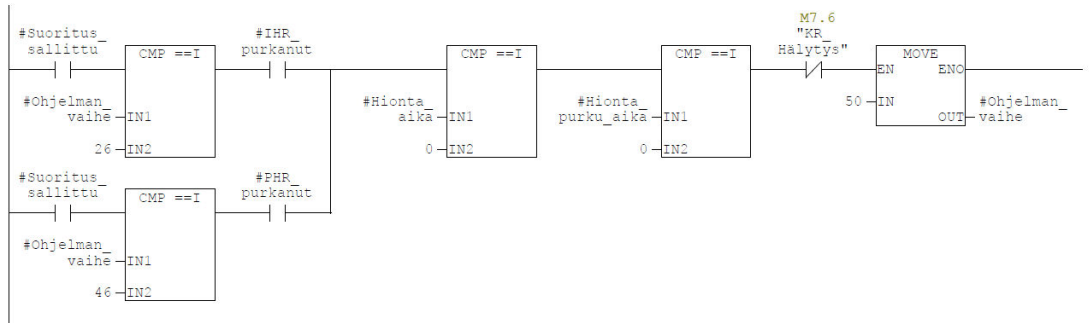 M7.6
#Suoritus_ #IHR_ "KR_
sallittu CMP ==I purkanut CMP ==I CMP ==I Hälytys" MOVE
EN ENO
#Ohjelman_ #Hionta_ #Hionta_ 50 IN #Ohjelman_
vaihe IN1 aika IN1 purku_aika IN1 OUT vaihe
26 IN2 0 IN2 0 IN2
#Suoritus_ #PHR_
sallittu CMP ==I purkanut
#Ohjelman_
vaihe IN1
46 IN2